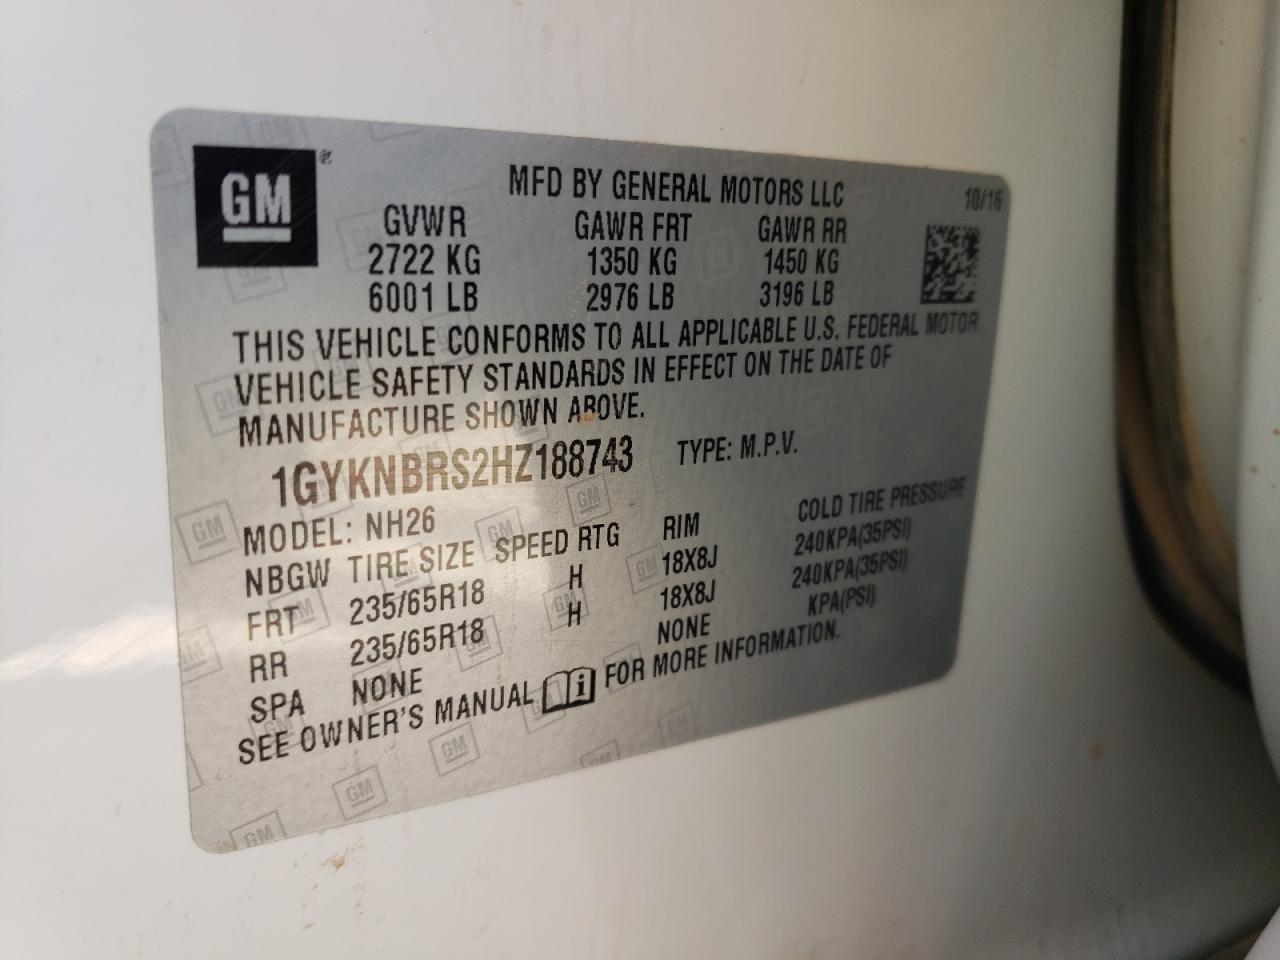 GM
MFD BY GENERAL MOTORS LLC 10/16
GVWR GAWR FRT GAWR RR
2722 KG 1350 KG 1450 KG
6001 LB 2976 LB 3196 LB
THIS VEHICLE CONFORMS TO ALL APPLICABLE U.S. FEDERAL MOTOR
VEHICLE SAFETY STANDARDS IN EFFECT ON THE DATE OF
MANUFACTURE SHOWN ABOVE.
1GYKNBRS2HZ188743 TYPE: M.P.V.
MODEL: NH26
NBGW TIRE SIZE SPEED RTG RIM COLD TIRE PRESSURE
FRT 235/65R18 H 18X8J 240KPA(35PSI)
RR 235/65R18 H 18X8J 240KPA(35PSI)
SPA NONE NONE KPA(PSI)
SEE OWNER'S MANUAL i FOR MORE INFORMATION.